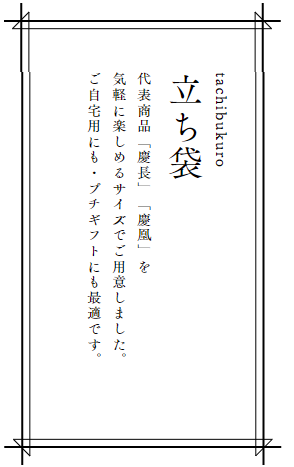 tachibukuro
立ち袋
代表商品「慶長」「慶凰」を
気軽に楽しめるサイズでご用意しました。
ご自宅用にも・プチギフトにも最適です。